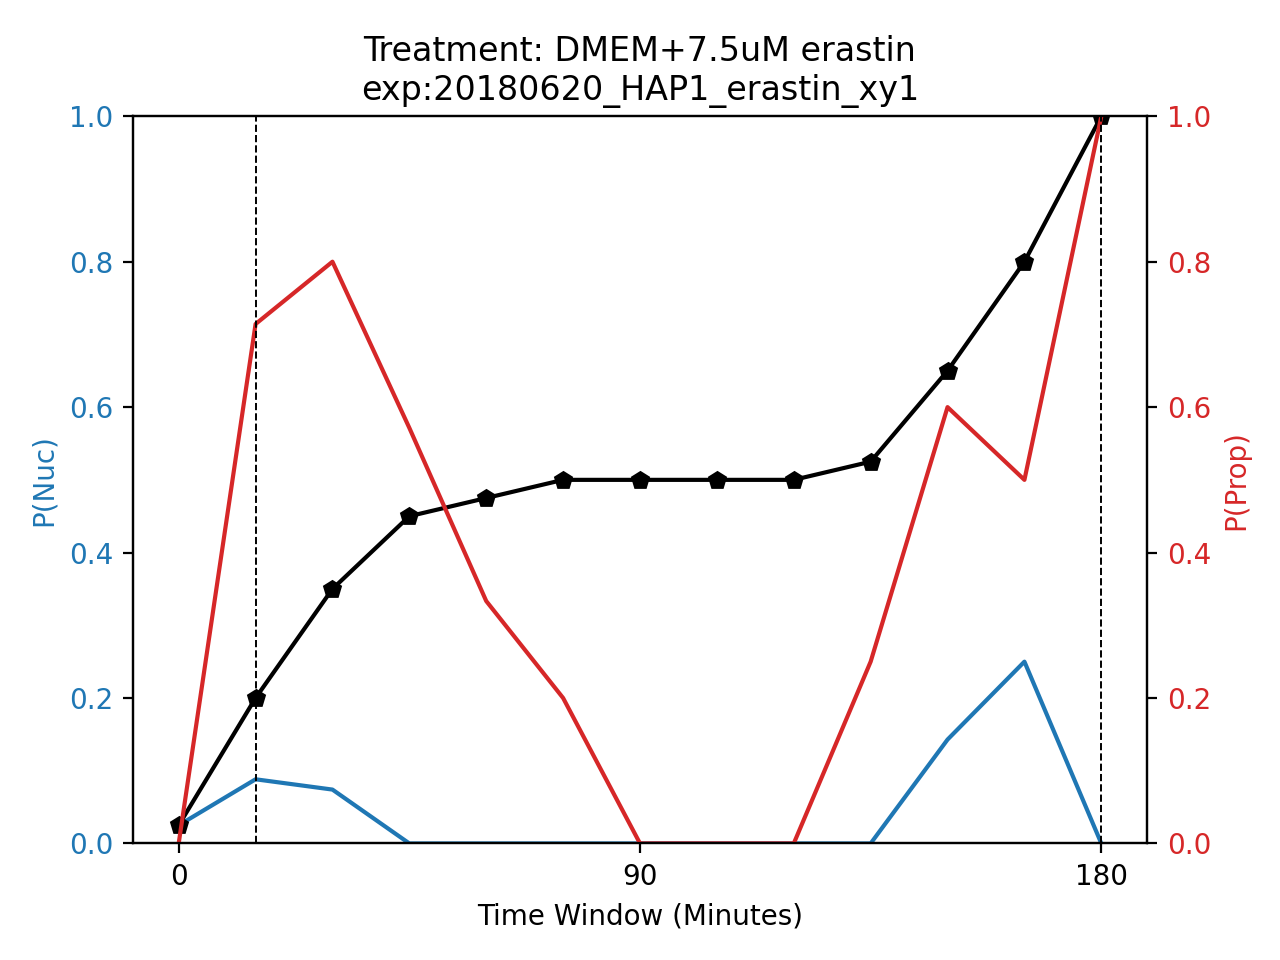 Treatment: DMEM+7.5uM erastin
exp:20180620_HAP1_erastin_xy1
1.0
0.8
0.6
0.4
0.2
0.0
P(Nuc)
1.0
0.8
0.6
0.4
0.2
0.0
P(Prop)
0 90 180
Time Window (Minutes)